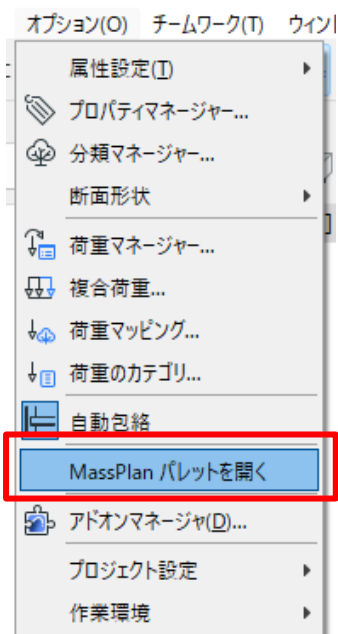 オプション(O) チームワーク(T) ウィン
属性設定(T)
プロパティマネージャー...
分類マネージャー...
断面形状
荷重マネージャー...
複合荷重...
荷重マッピング...
荷重のカテゴリ...
自動包絡
MassPlan パレットを開く
アドオンマネージャ(D)...
プロジェクト設定
作業環境